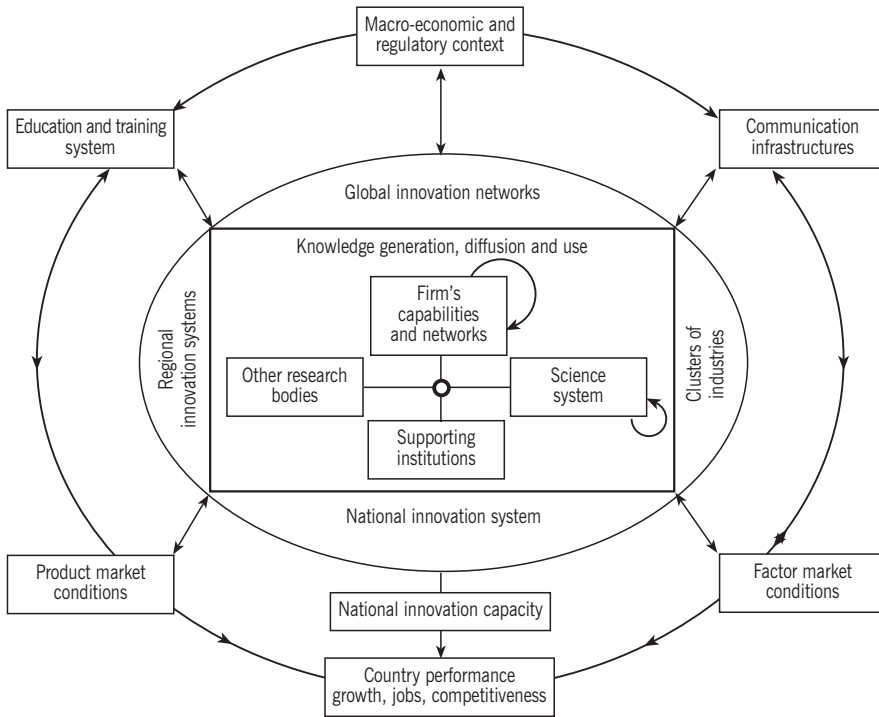 Macro-economic and
regulatory context
Education and training
system
Communication
infrastructures
Global innovation networks
Knowledge generation, diffusion and use
Firm's
capabilities
and networks
Regional
innovation systems
Clusters of
industries
Other research
bodies
Science
system
Supporting
institutions
National innovation system
Product market
conditions
Factor market
conditions
National innovation capacity
Country performance
growth, jobs, competitiveness